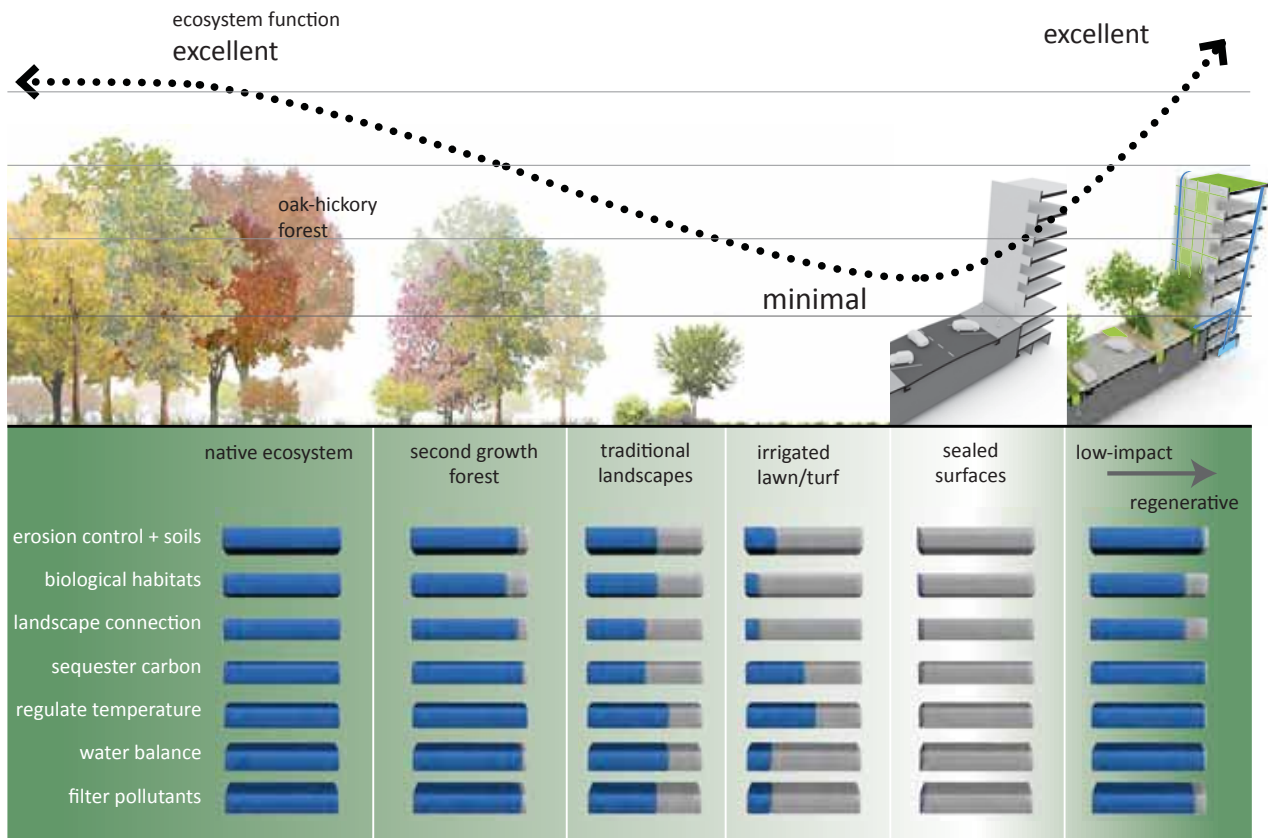 ecosystem function
excellent
excellent
oak-hickory
forest
minimal
native ecosystem
second growth
forest
traditional
landscapes
irrigated
lawn/turf
sealed
surfaces
low-impact
regenerative
erosion control + soils
biological habitats
landscape connection
sequester carbon
regulate temperature
water balance
filter pollutants